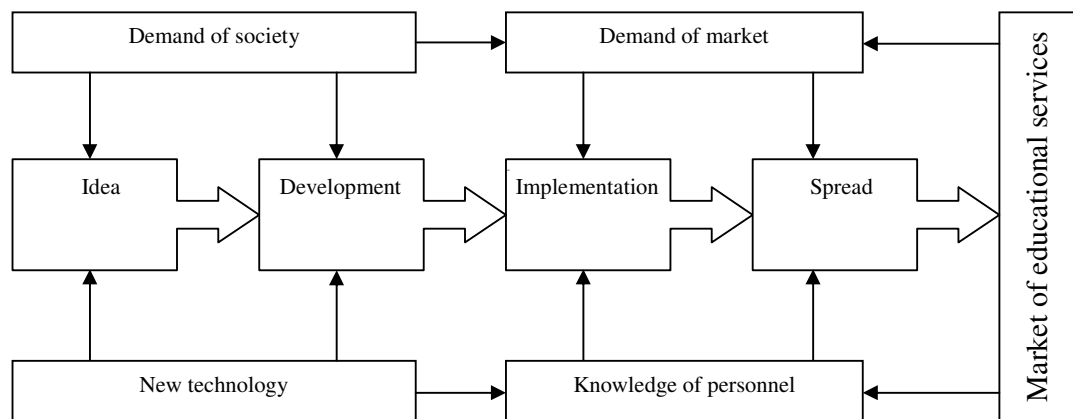 Demand of society
Demand of market
Idea
Development
Implementation
Spread
New technology
Knowledge of personnel
Market of educational services